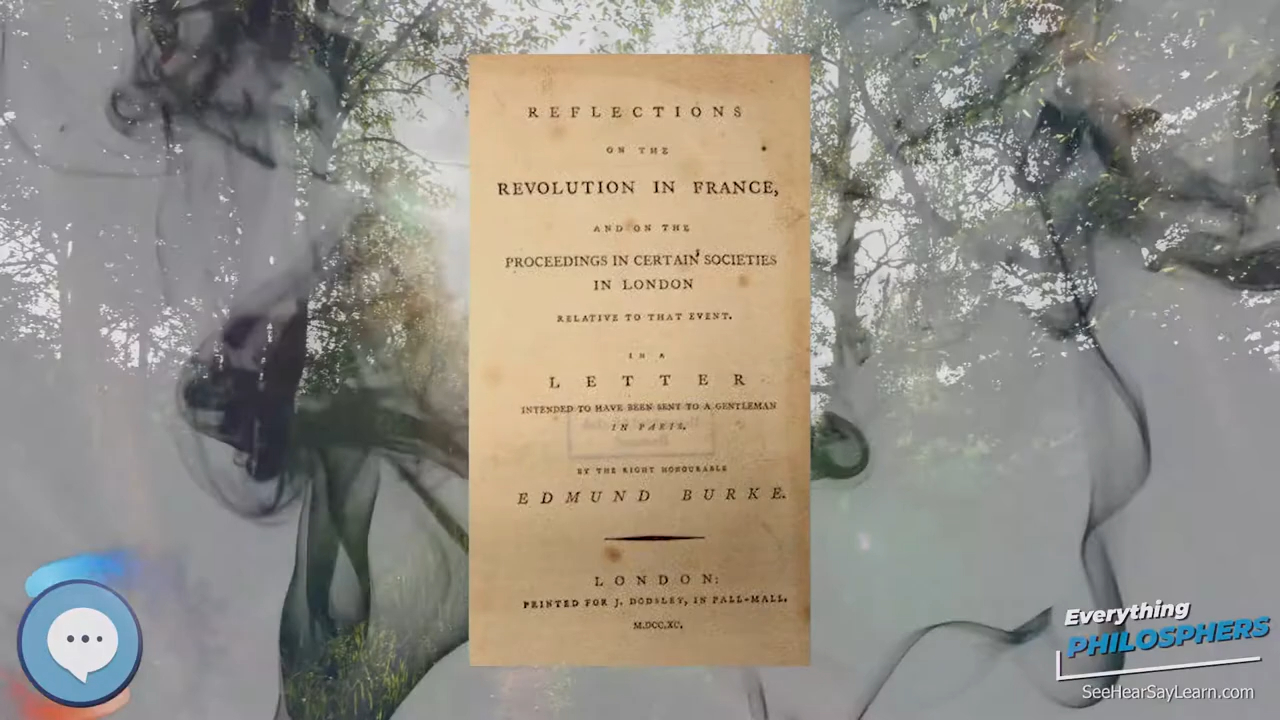 REFLECTIONS
ON THE
REVOLUTION IN FRANCE,
AND ON THE
PROCEEDINGS IN CERTAIN SOCIETIES
IN LONDON
RELATIVE TO THAT EVENT.
IN A
LETTER
INTENDED TO HAVE BEEN SENT TO A GENTLEMAN
IN PARIS.
BY THE RIGHT HONOURABLE
EDMUND BURKE.
LONDON:
PRINTED FOR J. DODSLEY, IN PALL-MALL.
M.DCC.XC.
Everything
PHILOSPHERS
SeeHearSayLearn.com